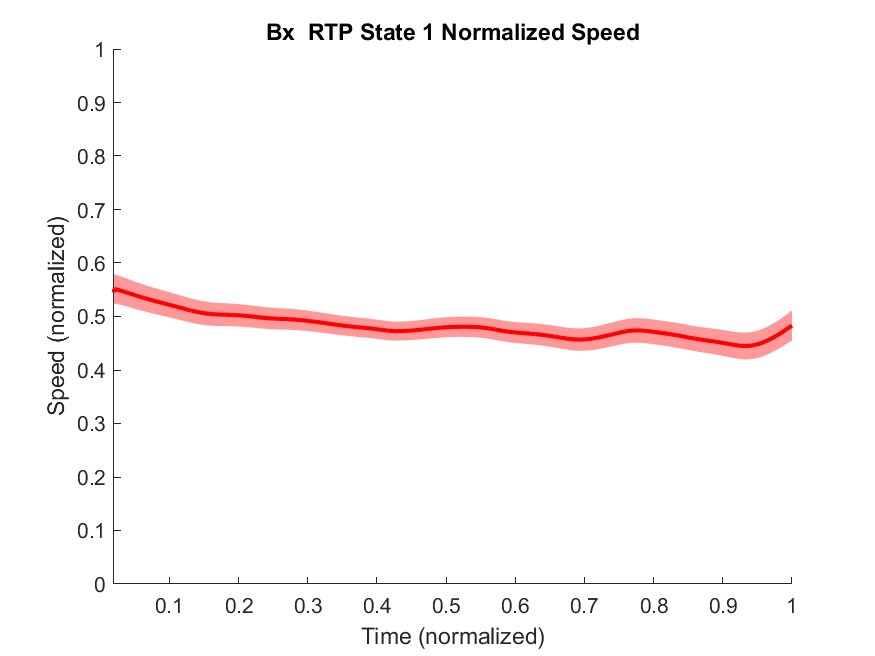 Bx  RTP State 1 Normalized Speed
1
0.9
0.8
0.7
0.6
0.5
0.4
0.3
0.2
0.1
0
Speed (normalized)
0.1 0.2 0.3 0.4 0.5 0.6 0.7 0.8 0.9 1
Time (normalized)